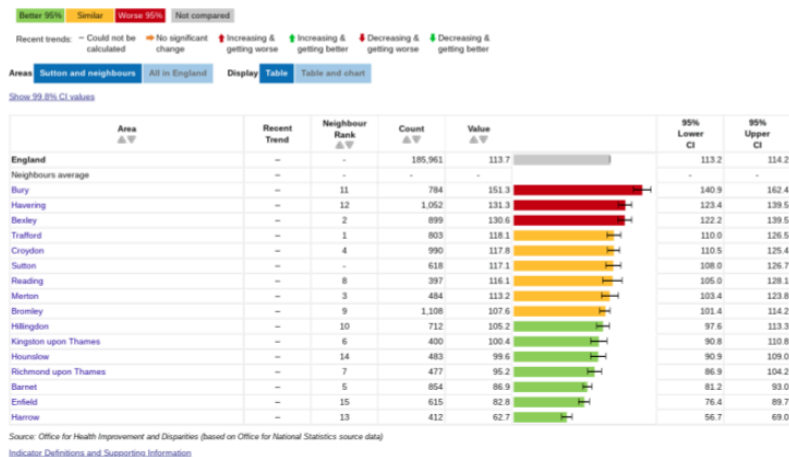 Better 95% Similar Worse 95% Not compared
Recent trends: – Could not be calculated No significant change Increasing & getting worse Increasing & getting better Decreasing & getting worse Decreasing & getting better
Areas Sutton and neighbours All in England Display Table Table and chart
Show 99.8% CI values
Area Recent Trend Neighbour Rank Count Value 95% Lower CI 95% Upper CI
England – - 185,961 113.7 113.2 114.2
Neighbours average – - - - - -
Bury – 11 784 151.3 140.9 162.4
Havering – 12 1,052 131.3 123.4 139.5
Bexley – 2 899 130.6 122.2 139.5
Trafford – 1 803 118.1 110.0 126.5
Croydon – 4 990 117.8 110.5 125.4
Sutton – - 618 117.1 108.0 126.7
Reading – 8 397 116.1 105.0 128.1
Merton – 3 484 113.2 103.4 123.8
Bromley – 9 1,108 107.6 101.4 114.2
Hillingdon – 10 712 105.2 97.6 113.3
Kingston upon Thames – 6 400 100.4 90.8 110.8
Hounslow – 14 483 99.6 90.9 109.0
Richmond upon Thames – 7 477 95.2 86.9 104.2
Barnet – 5 854 86.9 81.2 93.0
Enfield – 15 615 82.8 76.4 89.7
Harrow – 13 412 62.7 56.7 69.0
Source: Office for Health Improvement and Disparities (based on Office for National Statistics source data)
Indicator Definitions and Supporting Information